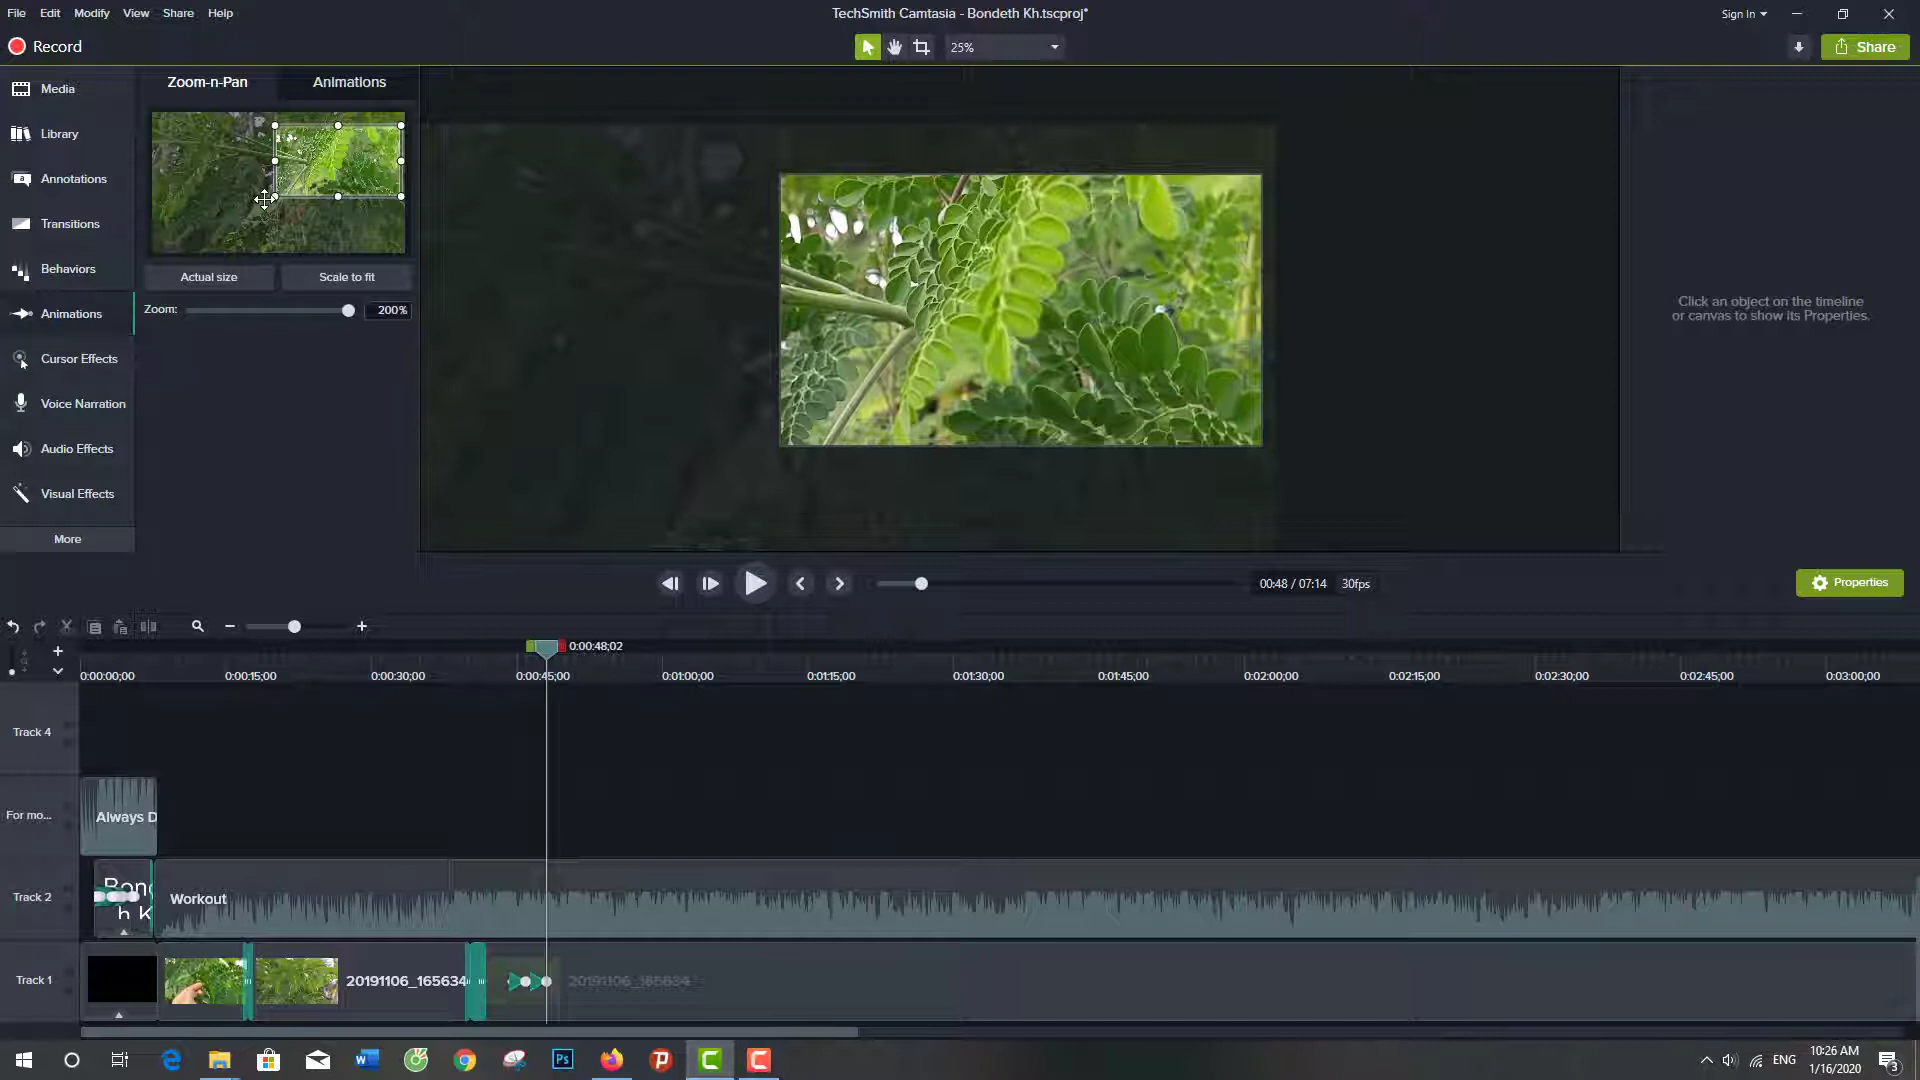 File Edit Modify View Share Help
TechSmith Camtasia - Bondeth Kh.tscproj*
Sign In
Record
25%
Share
Media
Library
Annotations
Transitions
Behaviors
Animations
Cursor Effects
Voice Narration
Audio Effects
Visual Effects
More
Zoom-n-Pan
Animations
Actual size
Scale to fit
Zoom:
200%
Click an object on the timeline
or canvas to show its Properties.
00:48 / 07:14
30fps
Properties
0:00:48;02
0:00:00;00
0:00:15;00
0:00:30;00
0:00:45;00
0:01:00;00
0:01:15;00
0:01:30;00
0:01:45;00
0:02:00;00
0:02:15;00
0:02:30;00
0:02:45;00
0:03:00;00
Track 4
For mo...
Always D
Track 2
Bond
h K
Workout
Track 1
20191106_165634
20191106_165634
ENG
10:26 AM
1/16/2020
3